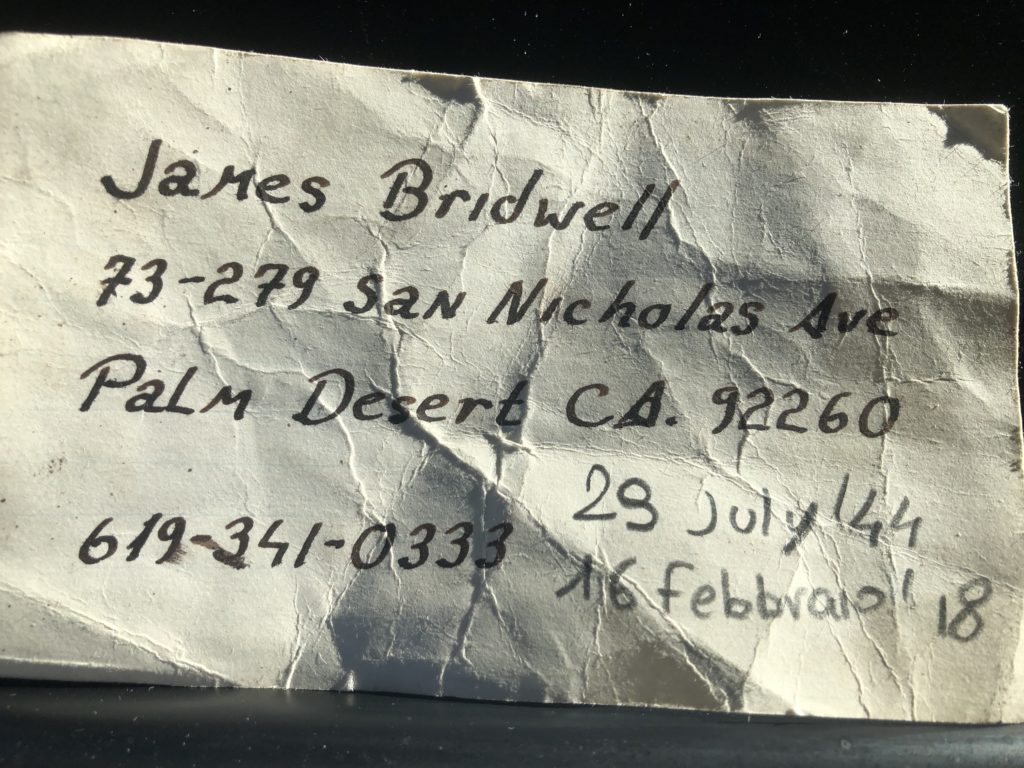 James Bridwell
73-279 San Nicholas Ave
Palm Desert CA. 92260
619-341-0333
29 July '44
16 febbraio' 18